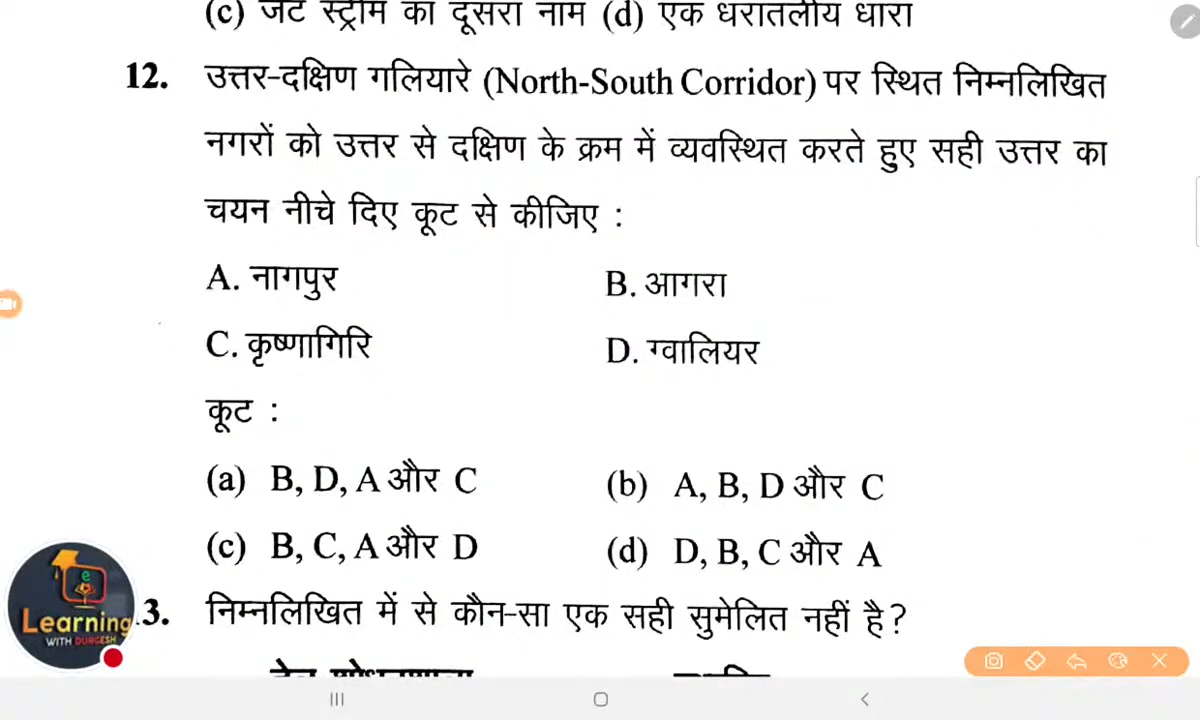 (c) जेट स्ट्रीम का दूसरा नाम (d) एक धरातलीय धारा
12. उत्तर-दक्षिण गलियारे (North-South Corridor) पर स्थित निम्नलिखित
नगरों को उत्तर से दक्षिण के क्रम में व्यवस्थित करते हुए सही उत्तर का
चयन नीचे दिए कूट से कीजिए :
A. नागपुर B. आगरा
C. कृष्णागिरि D. ग्वालियर
कूट :
(a) B, D, A और C (b) A, B, D और C
(c) B, C, A और D (d) D, B, C और A
3. निम्नलिखित में से कौन-सा एक सही सुमेलित नहीं है?
e
Learning
WITH DURGESH